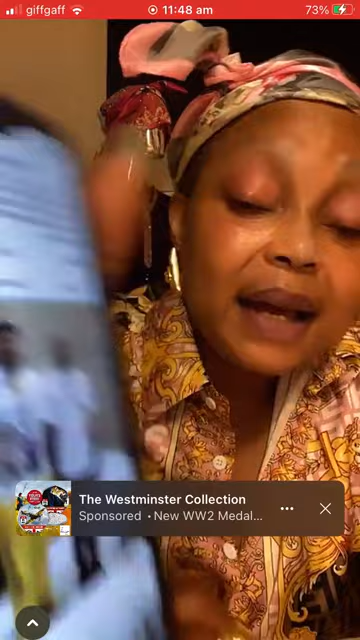 giffgaff 11:48 am 73%
The Westminster Collection
Sponsored • New WW2 Medal...